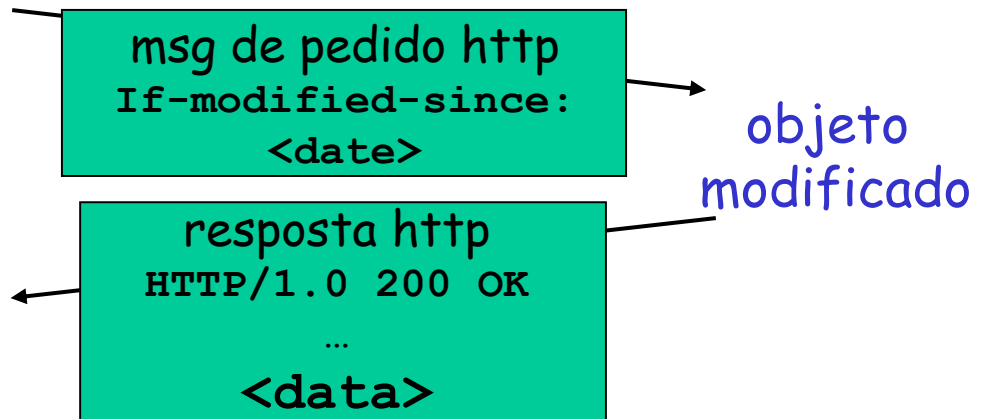 msg de pedido http
If-modified-since:
<date>
objeto
modificado
resposta http
HTTP/1.0 200 OK
…
<data>